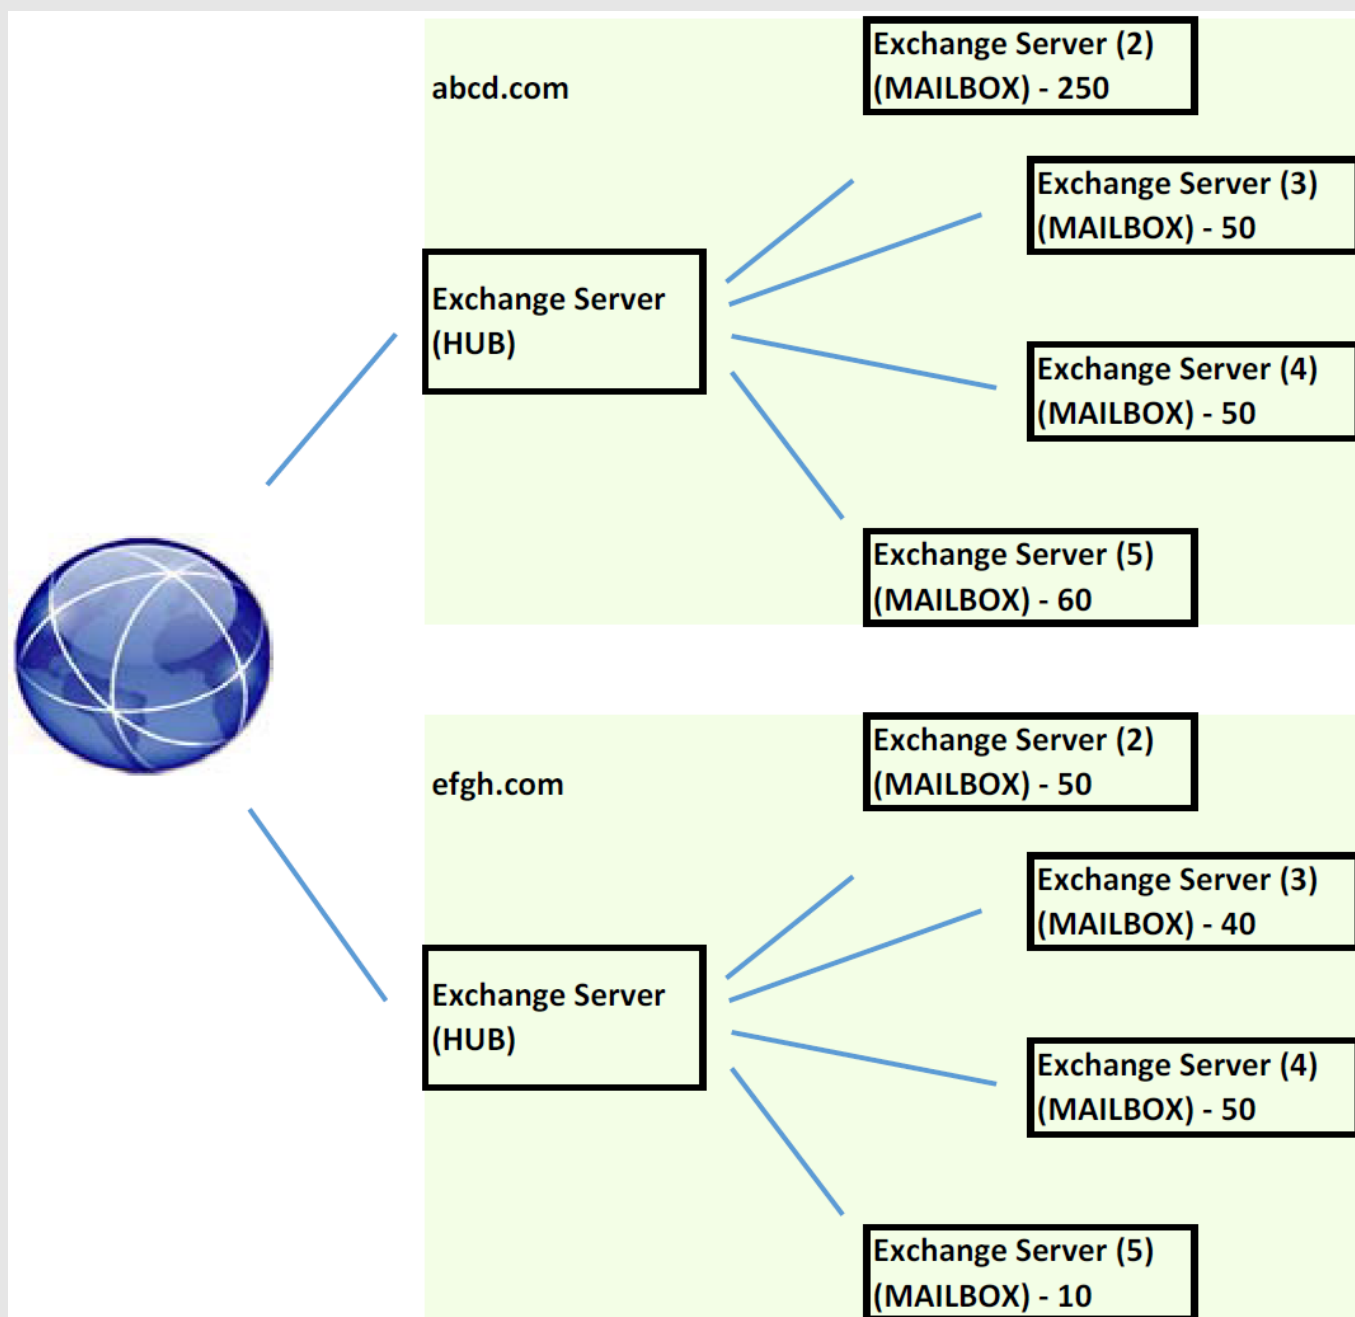 abcd.com
Exchange Server (2)
(MAILBOX) - 250
Exchange Server (3)
(MAILBOX) - 50
Exchange Server
(HUB)
Exchange Server (4)
(MAILBOX) - 50
Exchange Server (5)
(MAILBOX) - 60
efgh.com
Exchange Server (2)
(MAILBOX) - 50
Exchange Server (3)
(MAILBOX) - 40
Exchange Server
(HUB)
Exchange Server (4)
(MAILBOX) - 50
Exchange Server (5)
(MAILBOX) - 10